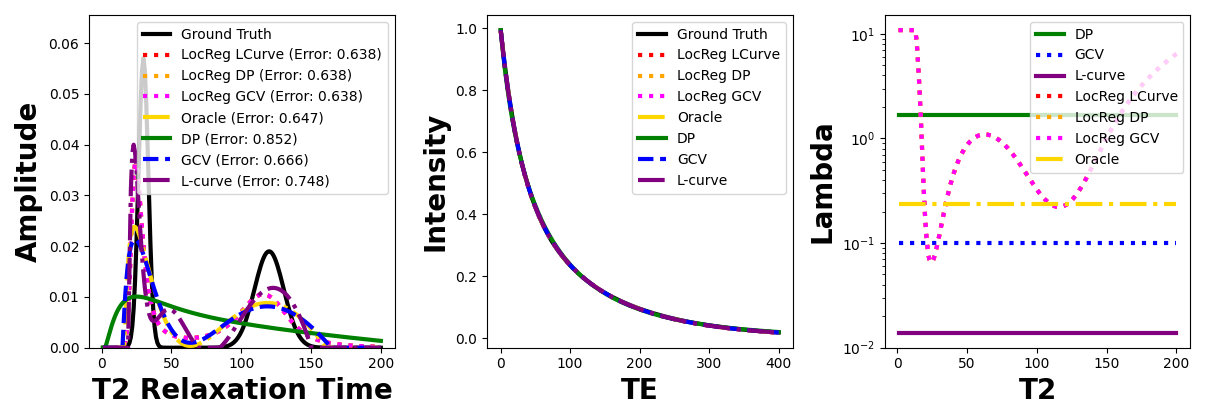 Amplitude
0.06
0.05
0.04
0.03
0.02
0.01
0.00
Ground Truth
LocReg LCurve (Error: 0.638)
LocReg DP (Error: 0.638)
LocReg GCV (Error: 0.638)
Oracle (Error: 0.647)
DP (Error: 0.852)
GCV (Error: 0.666)
L-curve (Error: 0.748)
0 50 100 150 200
T2 Relaxation Time
Intensity
1.0
0.8
0.6
0.4
0.2
0.0
Ground Truth
LocReg LCurve
LocReg DP
LocReg GCV
Oracle
DP
GCV
L-curve
0 100 200 300 400
TE
Lambda
10¹
10⁰
10⁻¹
10⁻²
DP
GCV
L-curve
LocReg LCurve
LocReg DP
LocReg GCV
Oracle
0 50 100 150 200
T2